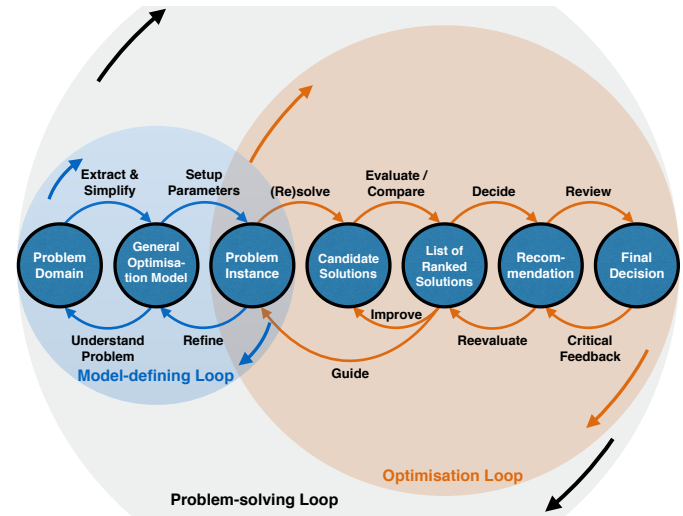 Extract &
Simplify
Setup
Parameters
(Re)solve
Evaluate /
Compare
Decide
Review
Problem
Domain
General
Optimisa-
tion Model
Problem
Instance
Candidate
Solutions
List of
Ranked
Solutions
Recom-
mendation
Final
Decision
Understand
Problem
Refine
Improve
Reevaluate
Critical
Feedback
Guide
Model-defining Loop
Optimisation Loop
Problem-solving Loop